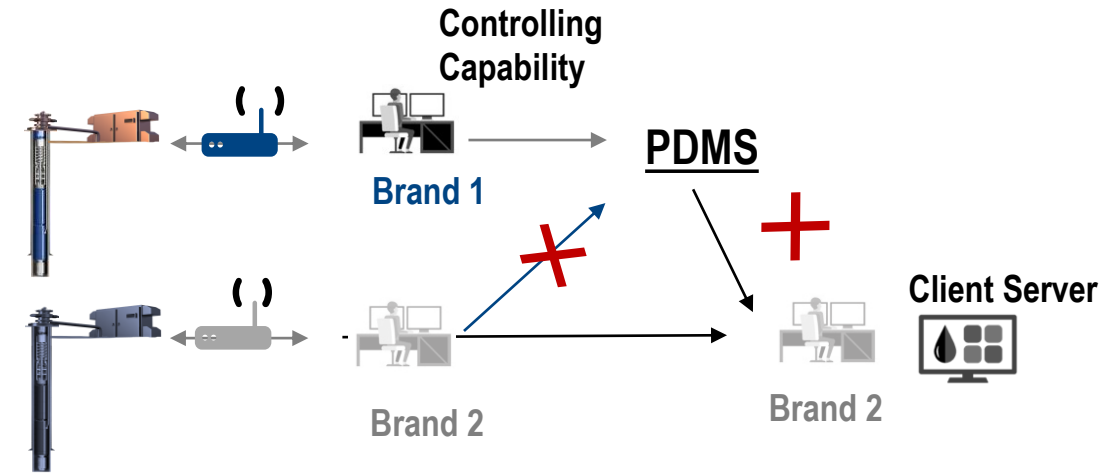 Controlling
Capability
PDMS
Brand 1
Client Server
Brand 2
Brand 2